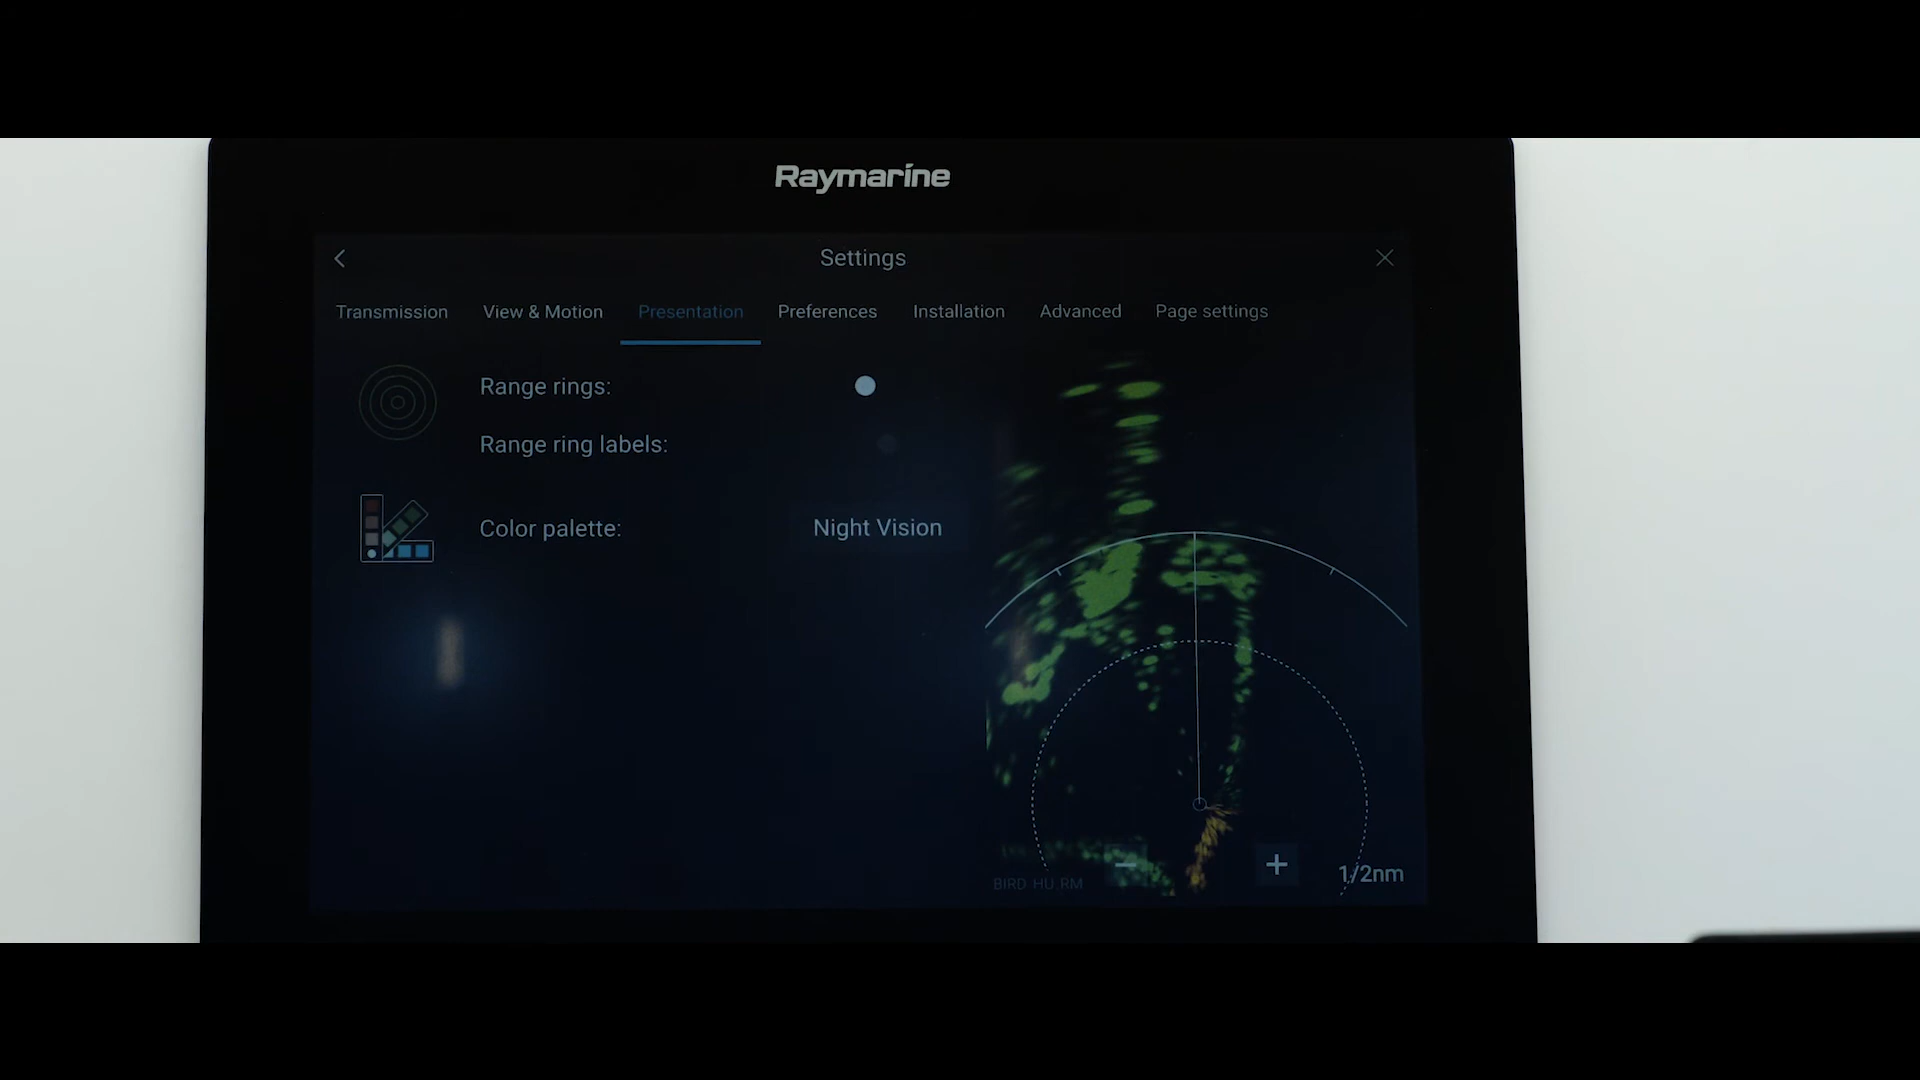 Raymarine
Settings
Transmission View & Motion Presentation Preferences Installation Advanced Page settings
Range rings:
Range ring labels:
Color palette: Night Vision
BIRD HU.RM
1/2nm